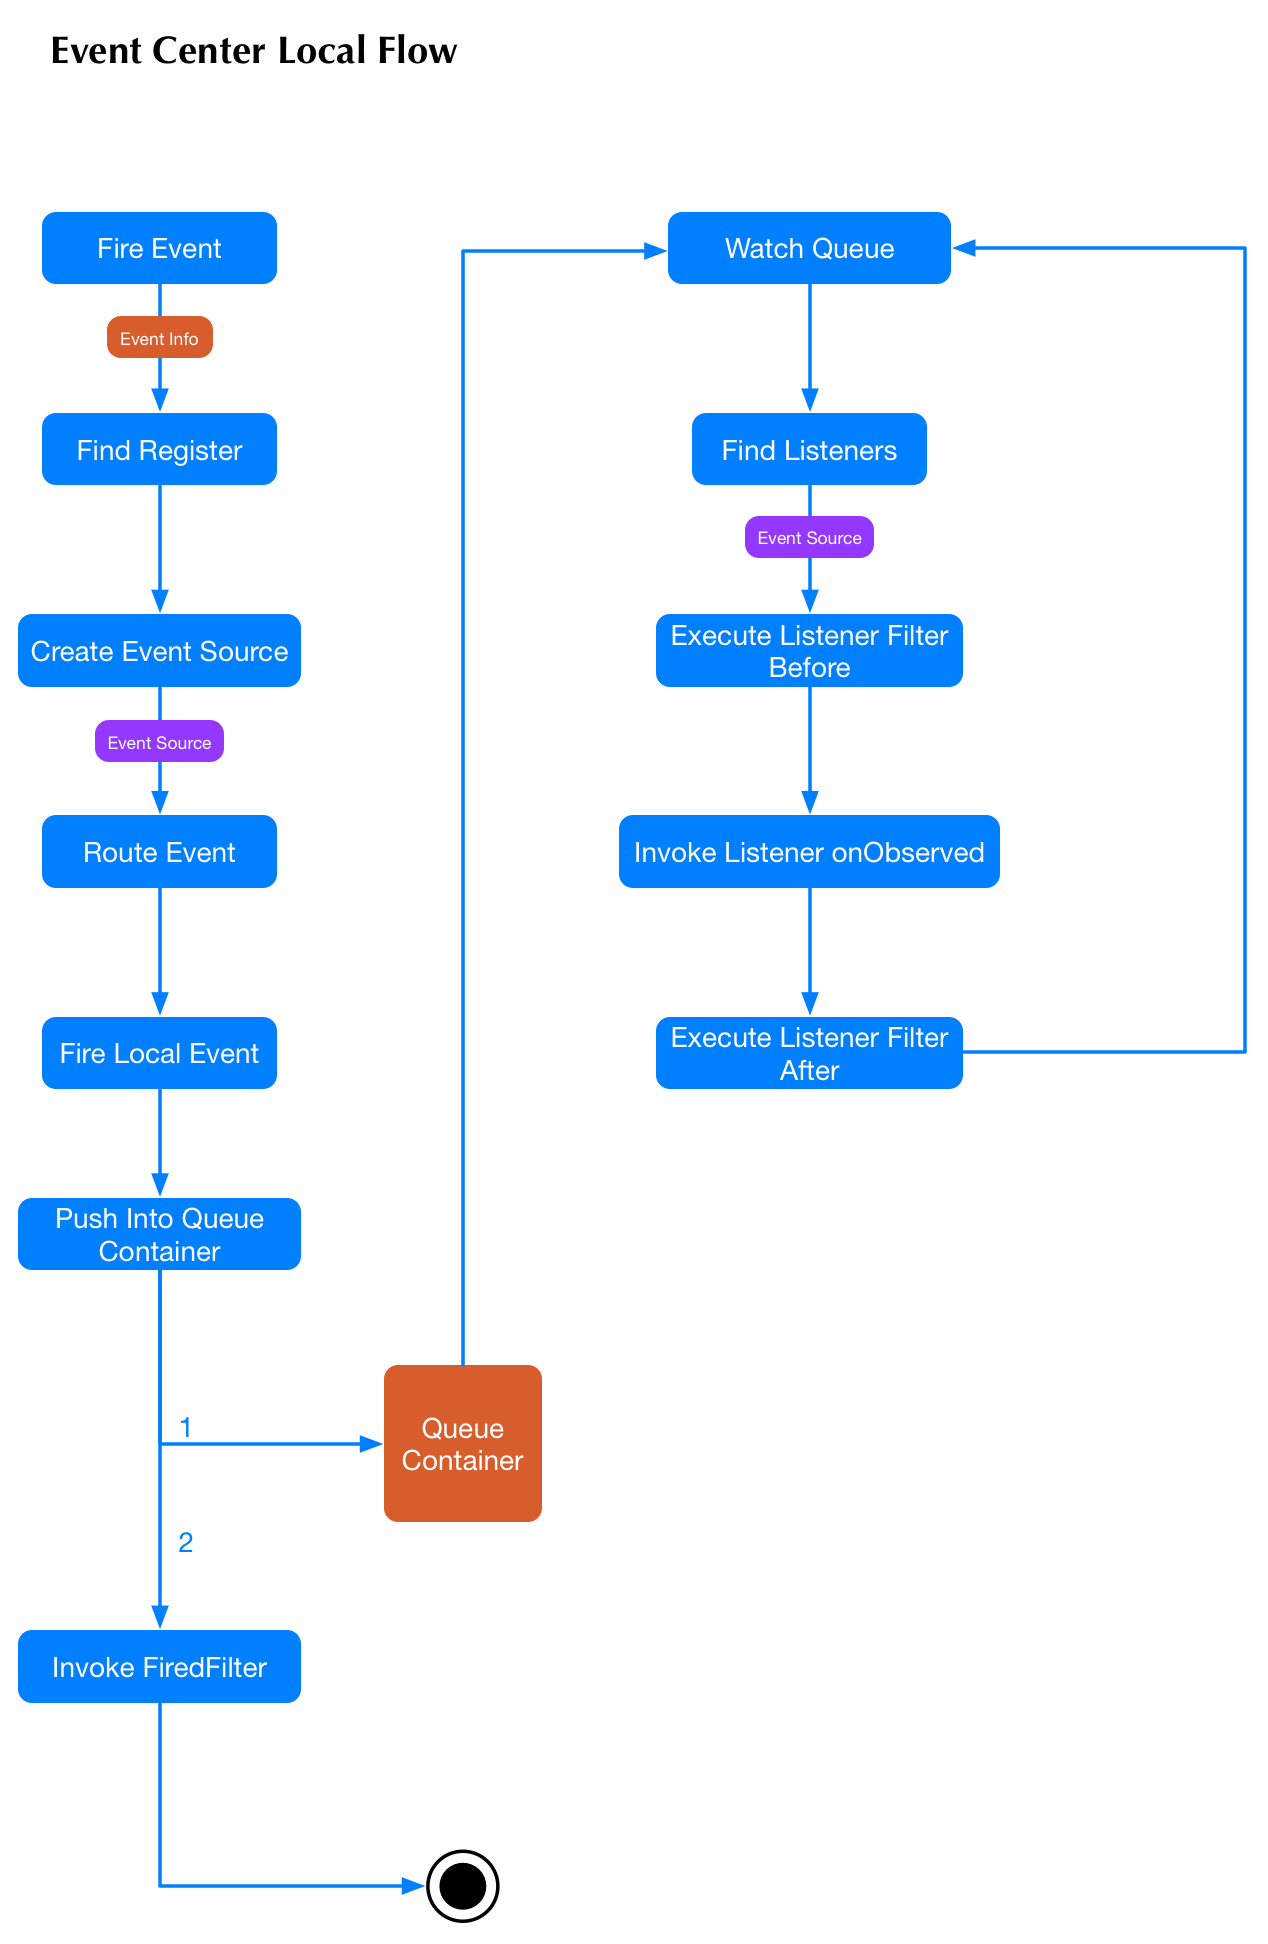 Event Center Local Flow
Fire Event
Event Info
Find Register
Create Event Source
Event Source
Route Event
Fire Local Event
Push Into Queue
Container
1
2
Invoke FiredFilter
Queue
Container
Watch Queue
Find Listeners
Event Source
Execute Listener Filter
Before
Invoke Listener onObserved
Execute Listener Filter
After